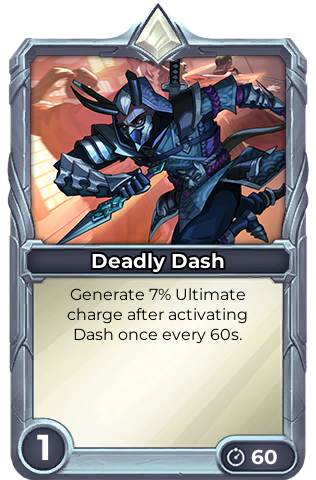 Deadly Dash
Generate 7% Ultimate
charge after activating
Dash once every 60s.
1
60